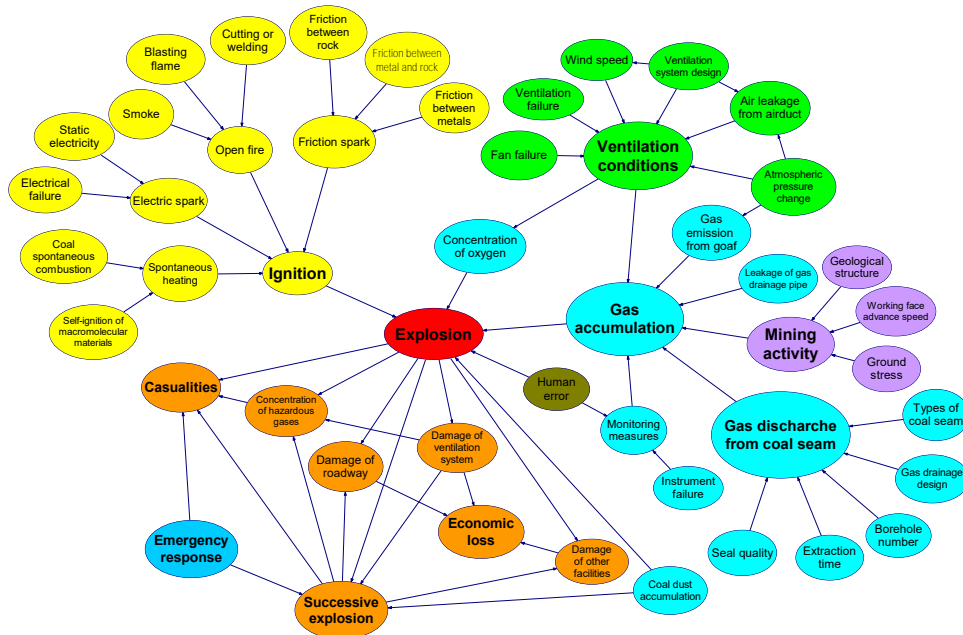 Friction
between
rock
Cutting or
welding
Blasting
flame
Friction between
metal and rock
Friction
between
metals
Smoke
Open fire
Friction spark
Static
electricity
Electrical
failure
Electric spark
Coal
spontaneous
combustion
Spontaneous
heating
Ignition
Self-ignition of
macromolecular
materials
Wind speed
Ventilation
system design
Ventilation
failure
Air leakage
from airduct
Fan failure
Ventilation
conditions
Atmospheric
pressure
change
Concentration
of oxygen
Gas
emission
from goaf
Leakage of gas
drainage pipe
Geological
structure
Working face
advance speed
Gas
accumulation
Mining
activity
Ground
stress
Explosion
Casualities
Concentration
of hazardous
gases
Human
error
Monitoring
measures
Gas discharche
from coal seam
Types of
coal seam
Damage of
roadway
Damage of
ventilation
system
Instrument
failure
Gas drainage
design
Economic
loss
Borehole
number
Seal quality
Extraction
time
Emergency
response
Damage
of other
facilities
Coal dust
accumulation
Successive
explosion